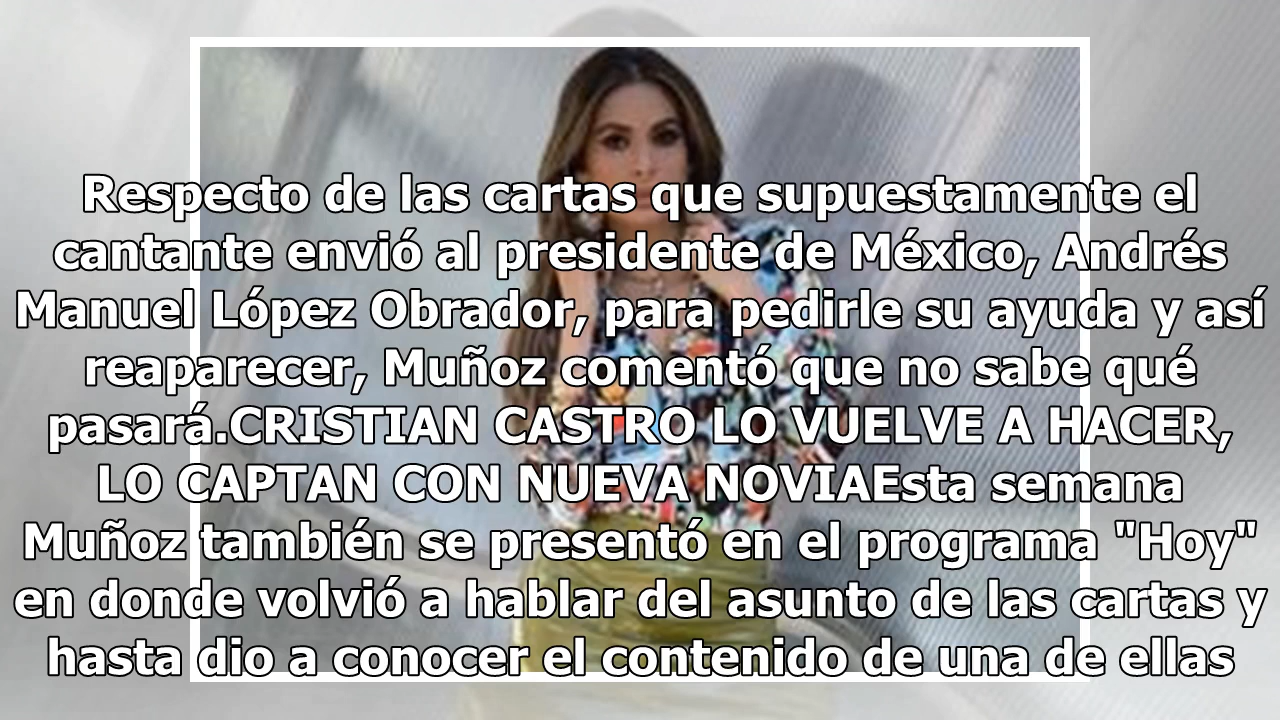 Respecto de las cartas que supuestamente el
cantante envió al presidente de México, Andrés
Manuel López Obrador, para pedirle su ayuda y así
reaparecer, Muñoz comentó que no sabe qué
pasará.CRISTIAN CASTRO LO VUELVE A HACER,
LO CAPTAN CON NUEVA NOVIAEsta semana
Muñoz también se presentó en el programa "Hoy"
en donde volvió a hablar del asunto de las cartas y
hasta dio a conocer el contenido de una de ellas